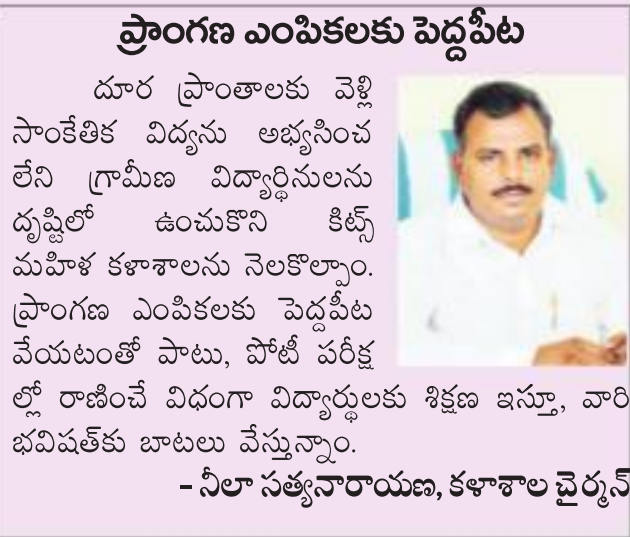 ప్రాంగణ ఎంపికలకు పెద్దపీట
దూర ప్రాంతాలకు వెళ్లి
సాంకేతిక విద్యను అభ్యసించ
లేని గ్రామీణ విద్యార్థినులను
దృష్టిలో ఉంచుకొని కిట్స్
మహిళ కళాశాలను నెలకొల్పాం.
ప్రాంగణ ఎంపికలకు పెద్దపీట
వేయటంతో పాటు, పోటీ పరీక్ష
ల్లో రాణించే విధంగా విద్యార్థులకు శిక్షణ ఇస్తూ, వారి
భవిషత్‌కు బాటలు వేస్తున్నాం.
- నీలా సత్యనారాయణ, కళాశాల చైర్మన్